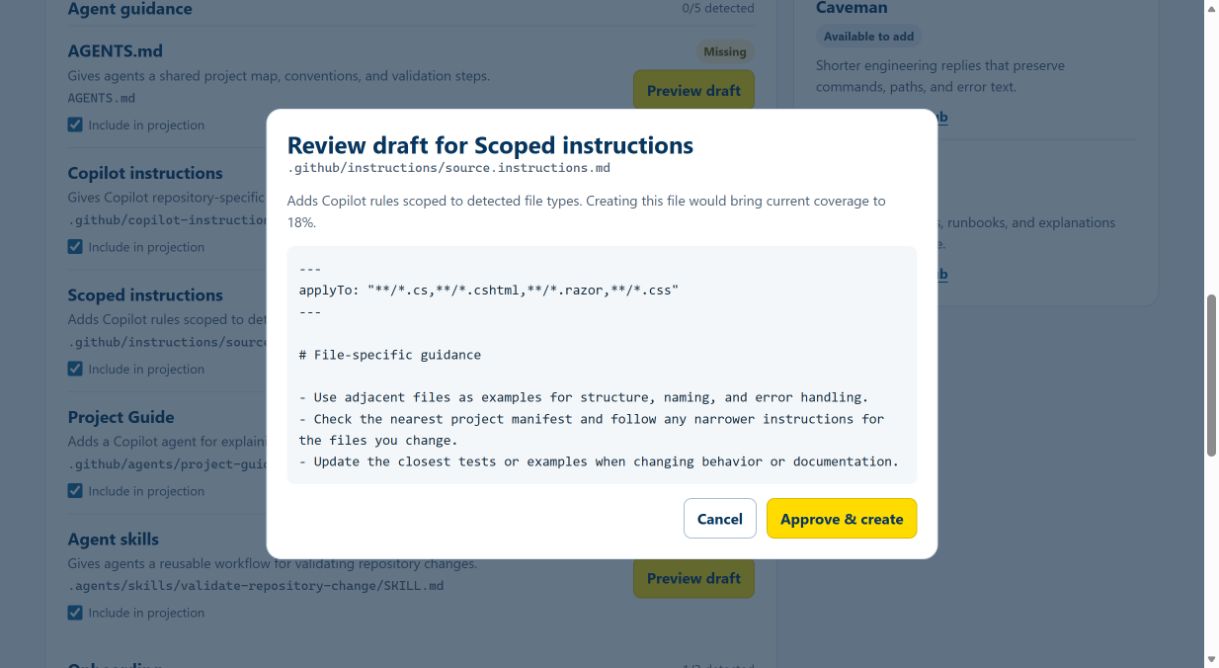 Agent guidance
0/5 detected
AGENTS.md
Missing
Gives agents a shared project map, conventions, and validation steps.
AGENTS.md
Preview draft
Include in projection
Copilot instructions
Gives Copilot repository-specific
.github/copilot-instruction
Include in projection
Scoped instructions
Adds Copilot rules scoped to
.github/instructions/source
Include in projection
Project Guide
Adds a Copilot agent for
.github/agents/project-
Include in projection
Agent skills
Gives agents a reusable workflow for validating repository changes.
.agents/skills/validate-repository-change/SKILL.md
Preview draft
Include in projection
Caveman
Available to add
Shorter engineering replies that preserve
commands, paths, and error text.
runbooks, and explanations
Review draft for Scoped instructions
.github/instructions/source.instructions.md
Adds Copilot rules scoped to detected file types. Creating this file would bring current coverage to
18%.
---
applyTo: "**/*.cs,**/*.cshtml,**/*.razor,**/*.css"
---
# File-specific guidance
- Use adjacent files as examples for structure, naming, and error handling.
- Check the nearest project manifest and follow any narrower instructions for
the files you change.
- Update the closest tests or examples when changing behavior or documentation.
Cancel
Approve & create